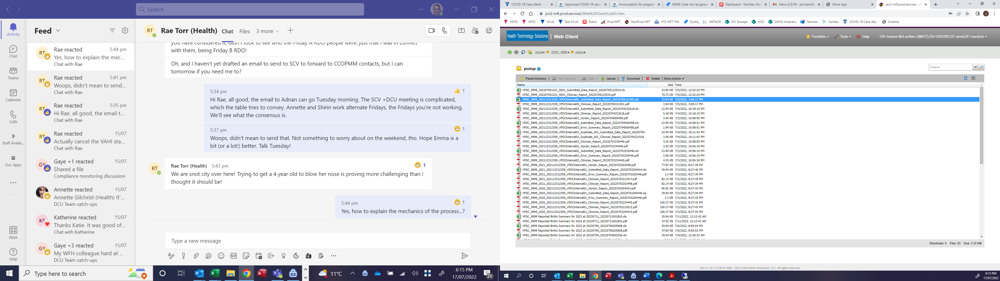 Search
Feed
Activity
Chat
Teams
Calendar
Calls
Staff Availa...
Our Apps
Apps
Help
Rae reacted 5:44 pm
Yes, how to explain the mec...
Chat with Rae
Rae reacted 5:41 pm
Woops, didn't mean to send...
Chat with Rae
Rae reacted 5:35 pm
Hi Rae, all good, the email t...
Chat with Rae
Rae reacted 15/07
Actually cancel the VAHI sta...
Chat with Rae
Gaye +1 reacted 15/07
Shared a file
Compliance monitoring discussion
Annette reacted 15/07
Annette Gilchrist (Health) It'...
DCU Team catch-ups
Katherine reacted 15/07
Thanks Katie. It was good of...
Chat with Katherine
Gaye +3 reacted 15/07
My WFH colleague hard at ...
DCU Team catch-ups
RT Rae Torr (Health) Chat Files 3 more
you have considered it, didn't look to see who the Friday A RDO people were, just that I was in conflict
with them, being Friday B RDO!
Oh, and I haven't yet drafted an email to send to SCV to forward to CCOPMM contacts, but I can
tomorrow if you need me to?
5:34 pm 1
Hi Rae, all good, the email to Adnan can go Tuesday morning. The SCV +DCU meeting is complicated,
which the table tries to convey. Annette and Shirin work alternate Fridays, the Fridays you're not working.
We'll see what the consensus is.
5:37 pm 1
Woops, didn't mean to send that. Not something to worry about on the weekend, tho. Hope Emma is a
bit (or a lot!) better. Talk Tuesday!
RT
Rae Torr (Health) 5:43 pm 1
We are snot city over here! Trying to get a 4 year old to blow her nose is proving more challenging than I
thought it should be!
5:44 pm 1
Yes, how to explain the mechanics of the process...?
Type a new message
GIF
Type here to search
11°C
6:15 PM
17/07/2022
20
COVID-19 Case Alerts
Approved COVID-19 vacci
Immunisation for pregnan
W004 Code not recognise
Dashboard - Families, Fair
Inbox (2,619) - jsmclach@
Xtime App
prs2-mft.prod.services - /V
prs2-mft.prod.services/Web%20Client/ListDir.htm
HDSS VPDC HColl Test HColl Robin Prod MFT NonProd MFT HTS MFT FIM DynEq METeOR DH Sharept HSD DHHS Intranet | Yammer Cenitex COVID-19 Case Ale... Ewelme
Health Technology Solutions | Web Client
Favorites Tools Help CN=Joanne McLachlan (JM637),OU=USERID,DC=prod,DC=services
Home VPDC_9999 pickup
pickup
Search
Parent Directory | New Directory | Open | Upload | Download | Delete | More Actions
Name Size Time
VPDC_9999_202207051221_0001_Submitted_Data_Report_20220705122534.xls 23.94 KB 7/5/2022, 12:22:24 PM
VPDC_9999_202207051221_0001_Clinician_Report_20220705122534.pdf 75.72 KB 7/5/2022, 12:22:24 PM
VPDC_9999_202112312359_VPDCInternal05_Submitted_Data_Report_20220705151501.xls 23.94 KB 7/5/2022, 3:09:17 PM
VPDC_9999_202112312359_VPDCInternal05_Clinician_Report_20220705151501.pdf 3.94 KB 7/5/2022, 3:09:17 PM
VPDC_9999_202112312359_VPDCInternal04_Submitted_Data_Report_20220704222618.xls 23.94 KB 7/4/2022, 10:18:15 PM
VPDC_9999_202112312359_VPDCInternal04_Clinician_Report_20220704222618.pdf 5.18 KB 7/4/2022, 10:18:15 PM
VPDC_9999_202112312359_VPDCInternal03_Vendor_Report_20220704000458.pdf 3.44 KB 7/3/2022, 10:58:50 PM
VPDC_9999_202112312359_VPDCInternal03_Submitted_Data_Report_20220704000458.xls 23.94 KB 7/3/2022, 10:58:51 PM
VPDC_9999_202112312359_VPDCInternal03_Error_Summary_Report_20220704000458.pdf 2.94 KB 7/3/2022, 10:58:51 PM
VPDC_9999_202112312359_VPDCInternal03_Duplicate_001_Submitted_Data_Report_20220704... 15.94 KB 7/4/2022, 10:11:43 PM
VPDC_9999_202112312359_VPDCInternal03_Duplicate_001_Clinician_Report_20220704221518... 3.46 KB 7/4/2022, 10:11:43 PM
VPDC_9999_202112312359_VPDCInternal03_Clinician_Report_20220703235446.pdf 4.25 KB 7/3/2022, 10:58:50 PM
VPDC_9999_202112312359_VPDCInternal02_Vendor_Report_20220703234440.pdf 3.52 KB 7/3/2022, 10:56:19 PM
VPDC_9999_202112312359_VPDCInternal02_Submitted_Data_Report_20220703235446.xls 23.94 KB 7/3/2022, 10:56:19 PM
VPDC_9999_202112312359_VPDCInternal02_Error_Summary_Report_20220703235446.pdf 2.96 KB 7/3/2022, 10:56:19 PM
VPDC_9999_202112312359_VPDCInternal02_Clinician_Report_20220703234440.pdf 4.35 KB 7/3/2022, 10:56:18 PM
VPDC_9999_2021_202112312359_VPDCInternal01_Vendor_Report_20220703203448.pdf 77.87 KB 7/3/2022, 8:27:39 PM
VPDC_9999_2021_202112312359_VPDCInternal01_Submitted_Data_Report_20220703204414.xls 39.94 KB 7/3/2022, 8:27:40 PM
VPDC_9999_2021_202112312359_VPDCInternal01_Error_Summary_Report_20220703203448.pdf 3.3 KB 7/3/2022, 8:27:39 PM
VPDC_9999_2021_202112312359_VPDCInternal01_Clinician_Report_20220703213417.pdf 82.14 KB 7/3/2022, 8:27:39 PM
VPDC_9999_2021_202112312359_VPDCInternal01_Clinician_Report_20220703203448.pdf 82.14 KB 7/3/2022, 8:27:39 PM
VPDC_9999_2020_202112312359_VPDCInternal01_Vendor_Report_20220703204414.pdf 96.91 KB 7/3/2022, 8:27:43 PM
VPDC_9999_2020_202112312359_VPDCInternal01_Submitted_Data_Report_20220703205446.xls 39.94 KB 7/3/2022, 8:27:44 PM
VPDC_9999_2020_202112312359_VPDCInternal01_Error_Summary_Report_20220703205446.pdf 3.3 KB 7/3/2022, 8:27:43 PM
VPDC_9999_2020_202112312359_VPDCInternal01_Clinician_Report_20220703234440.pdf 100.37 KB 7/3/2022, 8:27:43 PM
VPDC_9999_2020_202112312359_VPDCInternal01_Clinician_Report_20220703210512.pdf 100.37 KB 7/3/2022, 8:27:43 PM
VPDC_9999_2020_202112312359_VPDCInternal01_Clinician_Report_20220703204414.pdf 100.37 KB 7/3/2022, 8:27:43 PM
VPDC_9999 Reported Births Summary for 2022 at 20220711_20220711001810.xls 39.94 KB 7/11/2022, 12:12:42 AM
VPDC_9999 Reported Births Summary for 2022 at 20220711_20220711001810.pdf 47.52 KB 7/11/2022, 12:12:41 AM
VPDC_9999 Reported Births Summary for 2022 at 20220706_20220706205608.xls 39.94 KB 7/6/2022, 8:55:54 PM
VPDC_9999 Reported Births Summary for 2022 at 20220706_20220706205608.pdf 47.65 KB 7/6/2022, 8:55:53 PM
VPDC_9999 Reported Births Summary for 2022 at 20220704_20220704002536.xls 39.94 KB 7/4/2022, 12:25:33 AM
Directories: 0 Files: 63 Size: 3.22 MB
Serv-U 15.2.3.742 © 1995 - 2022 SolarWinds Worldwide, LLC. All rights reserved.
6:15 PM
17/07/2022